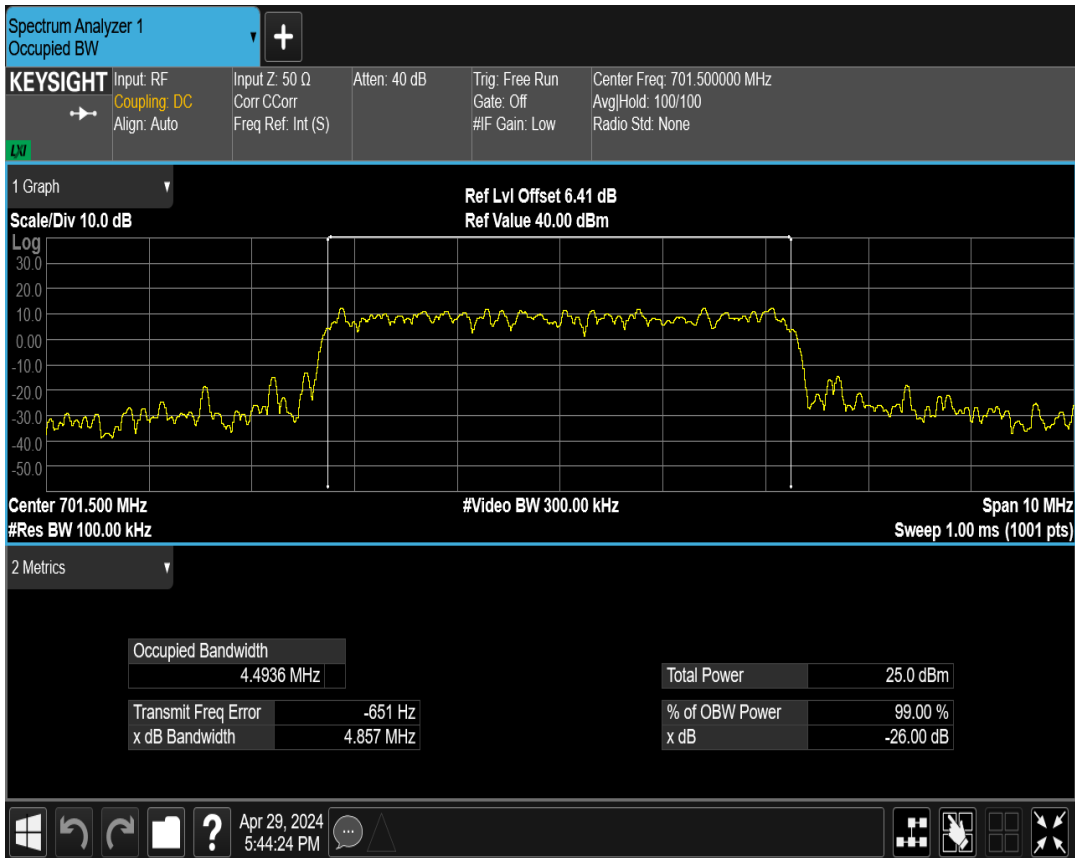 Spectrum Analyzer 1
Occupied BW
+
KEYSIGHT
LXI
Input: RF
Coupling: DC
Align: Auto
Input Z: 50 Ω
Corr CCorr
Freq Ref: Int (S)
Atten: 40 dB
Trig: Free Run
Gate: Off
#IF Gain: Low
Center Freq: 701.500000 MHz
Avg|Hold: 100/100
Radio Std: None
1 Graph
Scale/Div 10.0 dB
Ref Lvl Offset 6.41 dB
Ref Value 40.00 dBm
Log
30.0
20.0
10.0
0.00
-10.0
-20.0
-30.0
-40.0
-50.0
Center 701.500 MHz
#Video BW 300.00 kHz
Span 10 MHz
#Res BW 100.00 kHz
Sweep 1.00 ms (1001 pts)
2 Metrics
Occupied Bandwidth
4.4936 MHz
Total Power 25.0 dBm
Transmit Freq Error -651 Hz
% of OBW Power 99.00 %
x dB Bandwidth 4.857 MHz
x dB -26.00 dB
?
Apr 29, 2024
5:44:24 PM